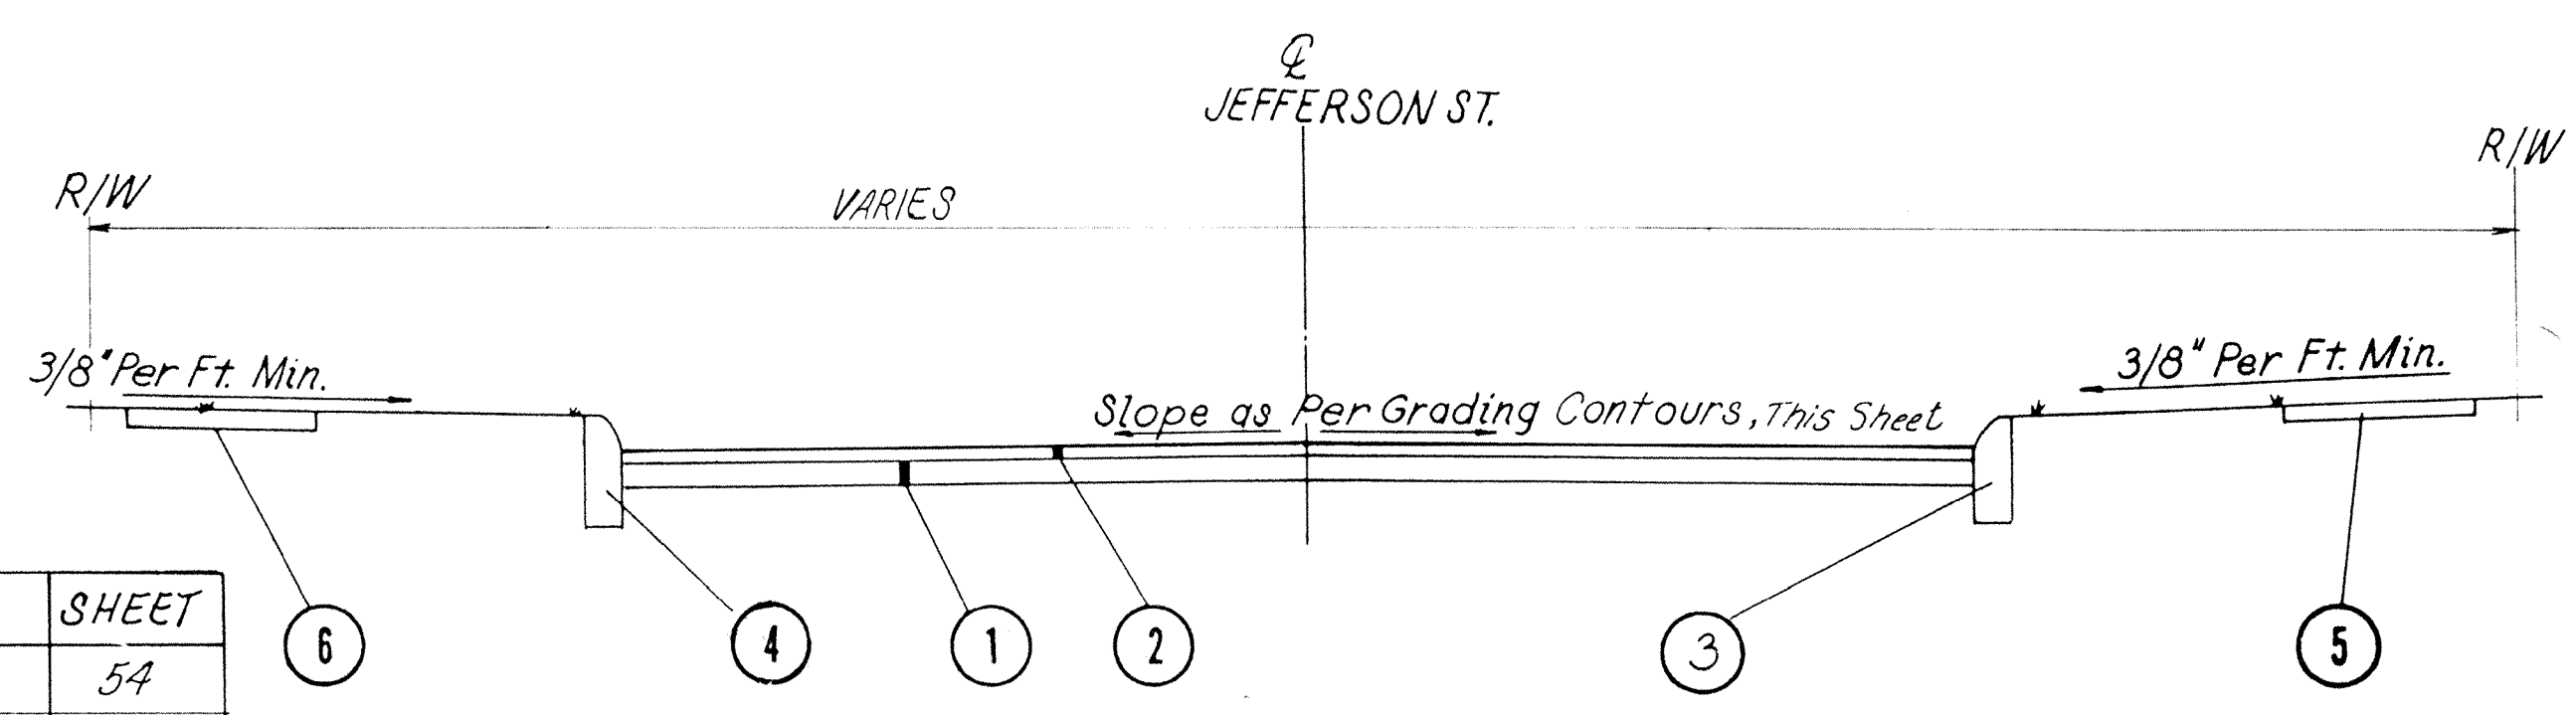 ℄
JEFFERSON ST.
R/W
R/W
VARIES
3/8" Per Ft. Min.
3/8" Per Ft. Min.
Slope as Per Grading Contours, This Sheet
SHEET
54
6
4
1
2
3
5